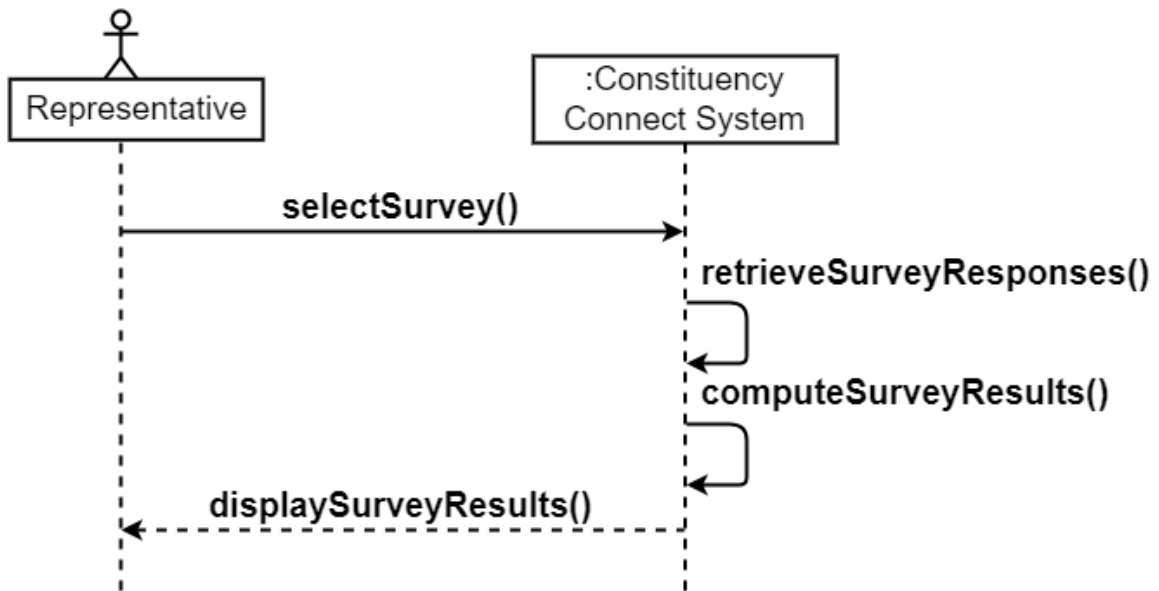 Representative
:Constituency
Connect System
selectSurvey()
retrieveSurveyResponses()
computeSurveyResults()
displaySurveyResults()